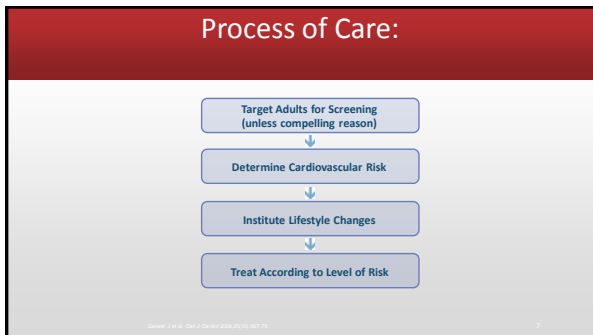 Process of Care:
Target Adults for Screening
(unless compelling reason)
Determine Cardiovascular Risk
Institute Lifestyle Changes
Treat According to Level of Risk
7